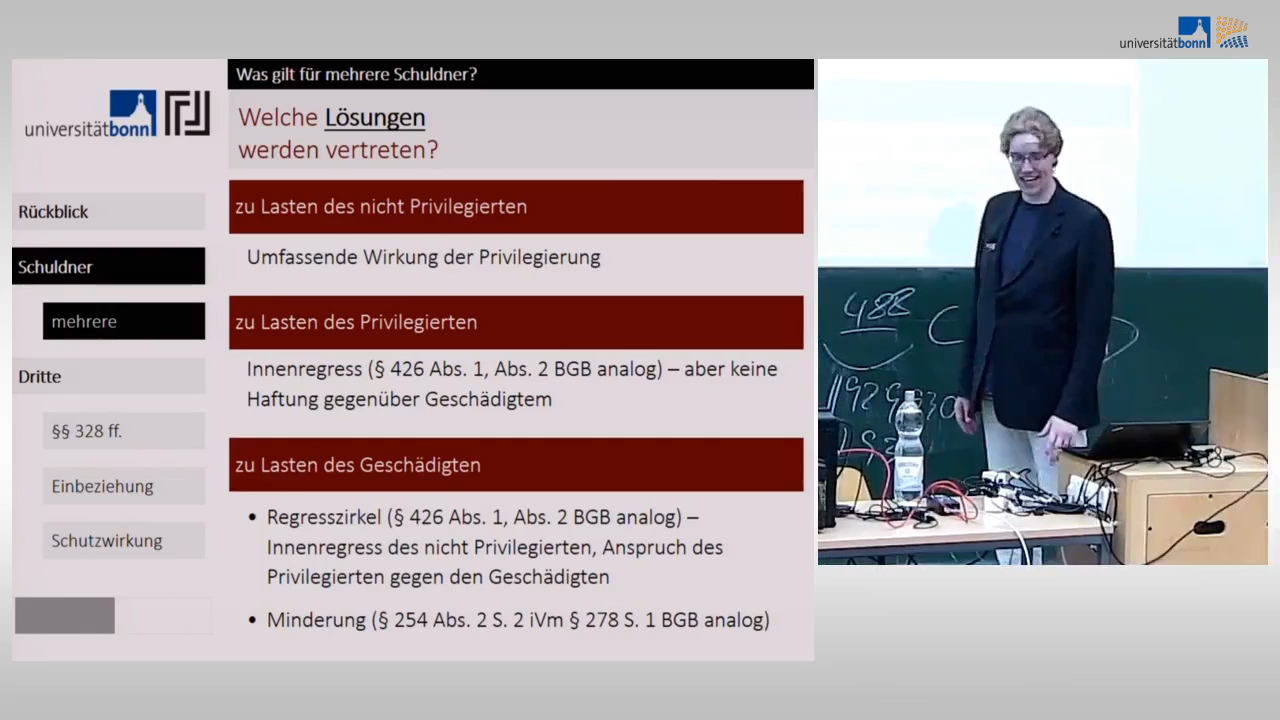 universitätbonn
Was gilt für mehrere Schuldner?
universitätbonn
Welche Lösungen
werden vertreten?
Rückblick
Schuldner
mehrere
Dritte
§§ 328 ff.
Einbeziehung
Schutzwirkung
zu Lasten des nicht Privilegierten
Umfassende Wirkung der Privilegierung
zu Lasten des Privilegierten
Innenregress (§ 426 Abs. 1, Abs. 2 BGB analog) – aber keine
Haftung gegenüber Geschädigtem
zu Lasten des Geschädigten
• Regresszirkel (§ 426 Abs. 1, Abs. 2 BGB analog) –
Innenregress des nicht Privilegierten, Anspruch des
Privilegierten gegen den Geschädigten
• Minderung (§ 254 Abs. 2 S. 2 iVm § 278 S. 1 BGB analog)
488